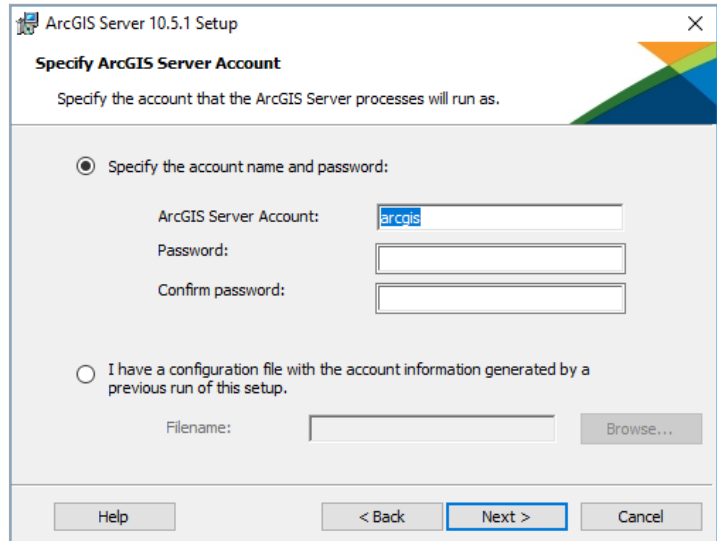 ArcGIS Server 10.5.1 Setup
Specify ArcGIS Server Account
Specify the account that the ArcGIS Server processes will run as.
Specify the account name and password:
ArcGIS Server Account: arcgis
Password:
Confirm password:
I have a configuration file with the account information generated by a
previous run of this setup.
Filename: Browse...
Help < Back Next > Cancel